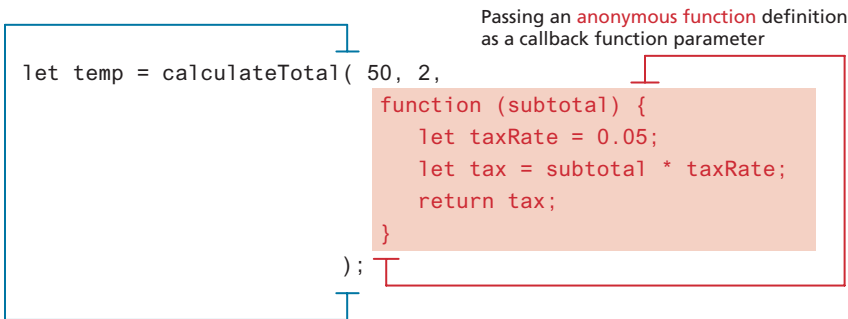 Passing an anonymous function definition
as a callback function parameter
let temp = calculateTotal( 50, 2,
function (subtotal) {
let taxRate = 0.05;
let tax = subtotal * taxRate;
return tax;
}
);